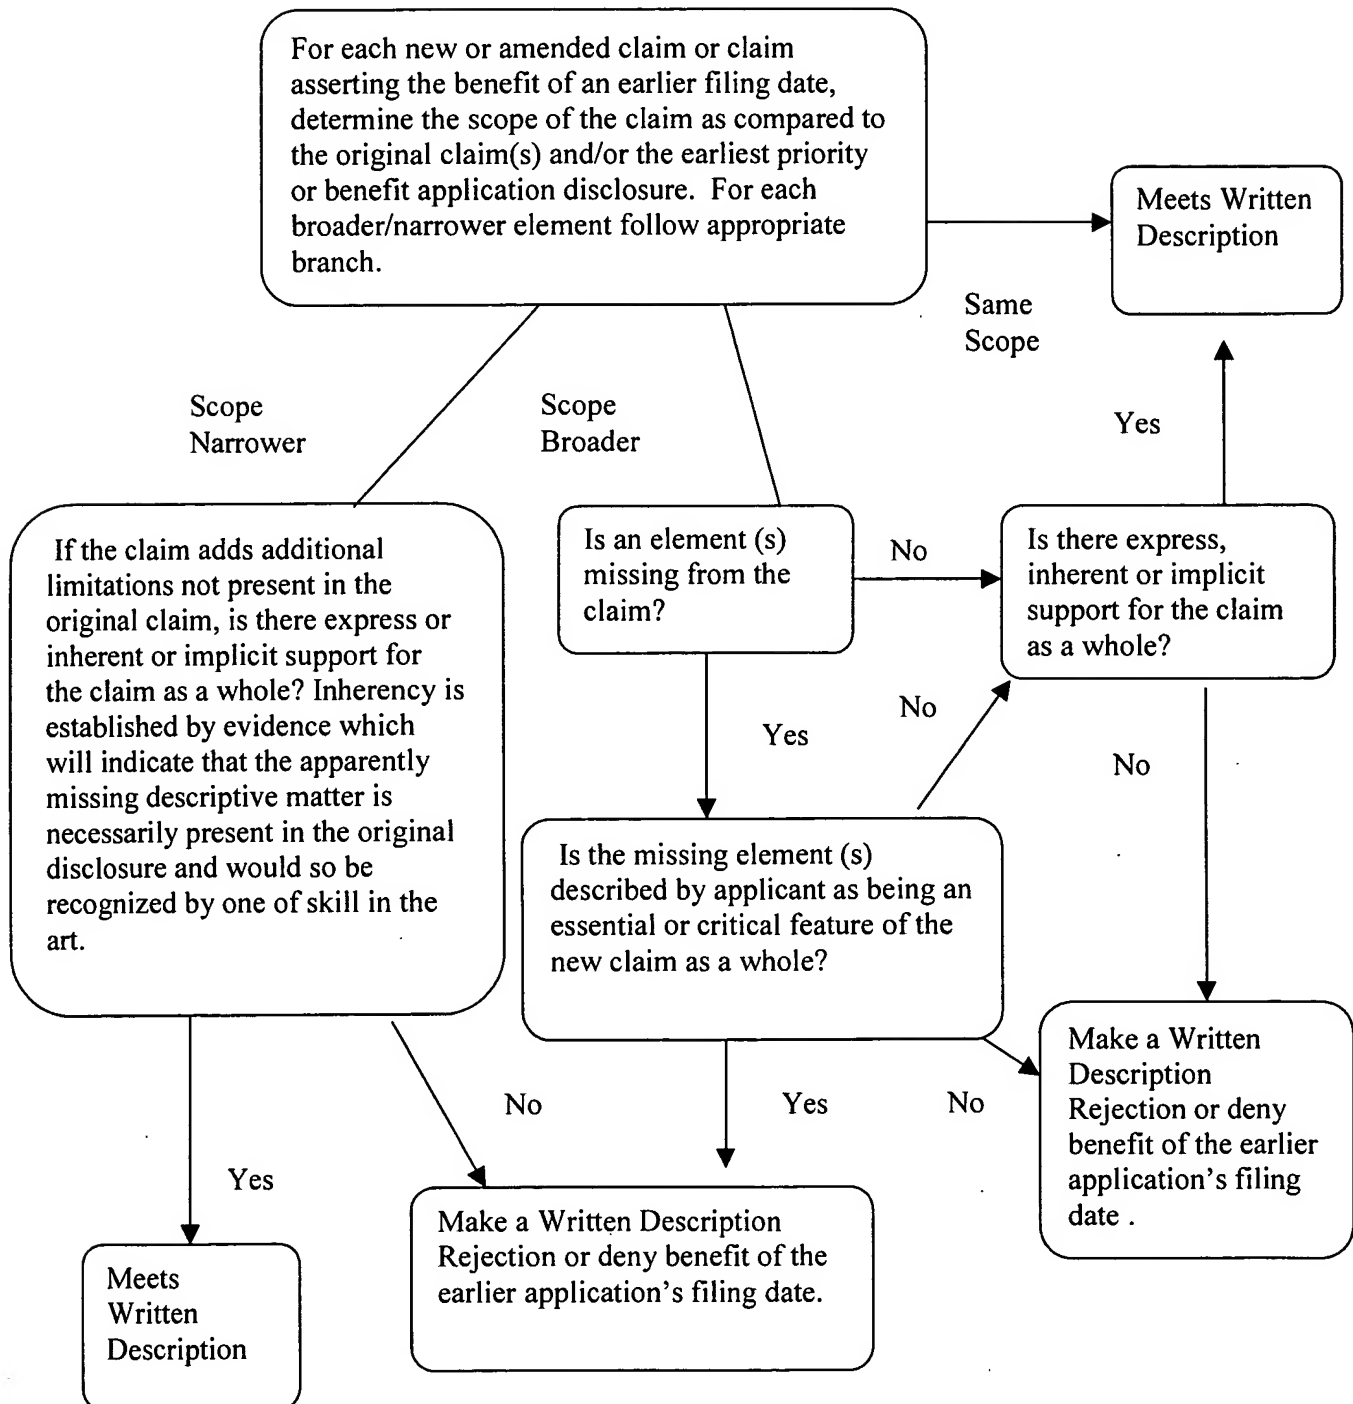 For each new or amended claim or claim
asserting the benefit of an earlier filing date,
determine the scope of the claim as compared to
the original claim(s) and/or the earliest priority
or benefit application disclosure.  For each
broader/narrower element follow appropriate
branch.
Meets Written
Description
Same
Scope
Scope
Narrower
Scope
Broader
Yes
If the claim adds additional
limitations not present in the
original claim, is there express or
inherent or implicit support for
the claim as a whole? Inherency is
established by evidence which
will indicate that the apparently
missing descriptive matter is
necessarily present in the original
disclosure and would so be
recognized by one of skill in the
art.
Is an element (s)
missing from the
claim?
No
Is there express,
inherent or implicit
support for the claim
as a whole?
Yes
No
No
Is the missing element (s)
described by applicant as being an
essential or critical feature of the
new claim as a whole?
No
Yes
No
Make a Written
Description
Rejection or deny
benefit of the earlier
application's filing
date .
Yes
Make a Written Description
Rejection or deny benefit of the
earlier application's filing date.
Meets
Written
Description